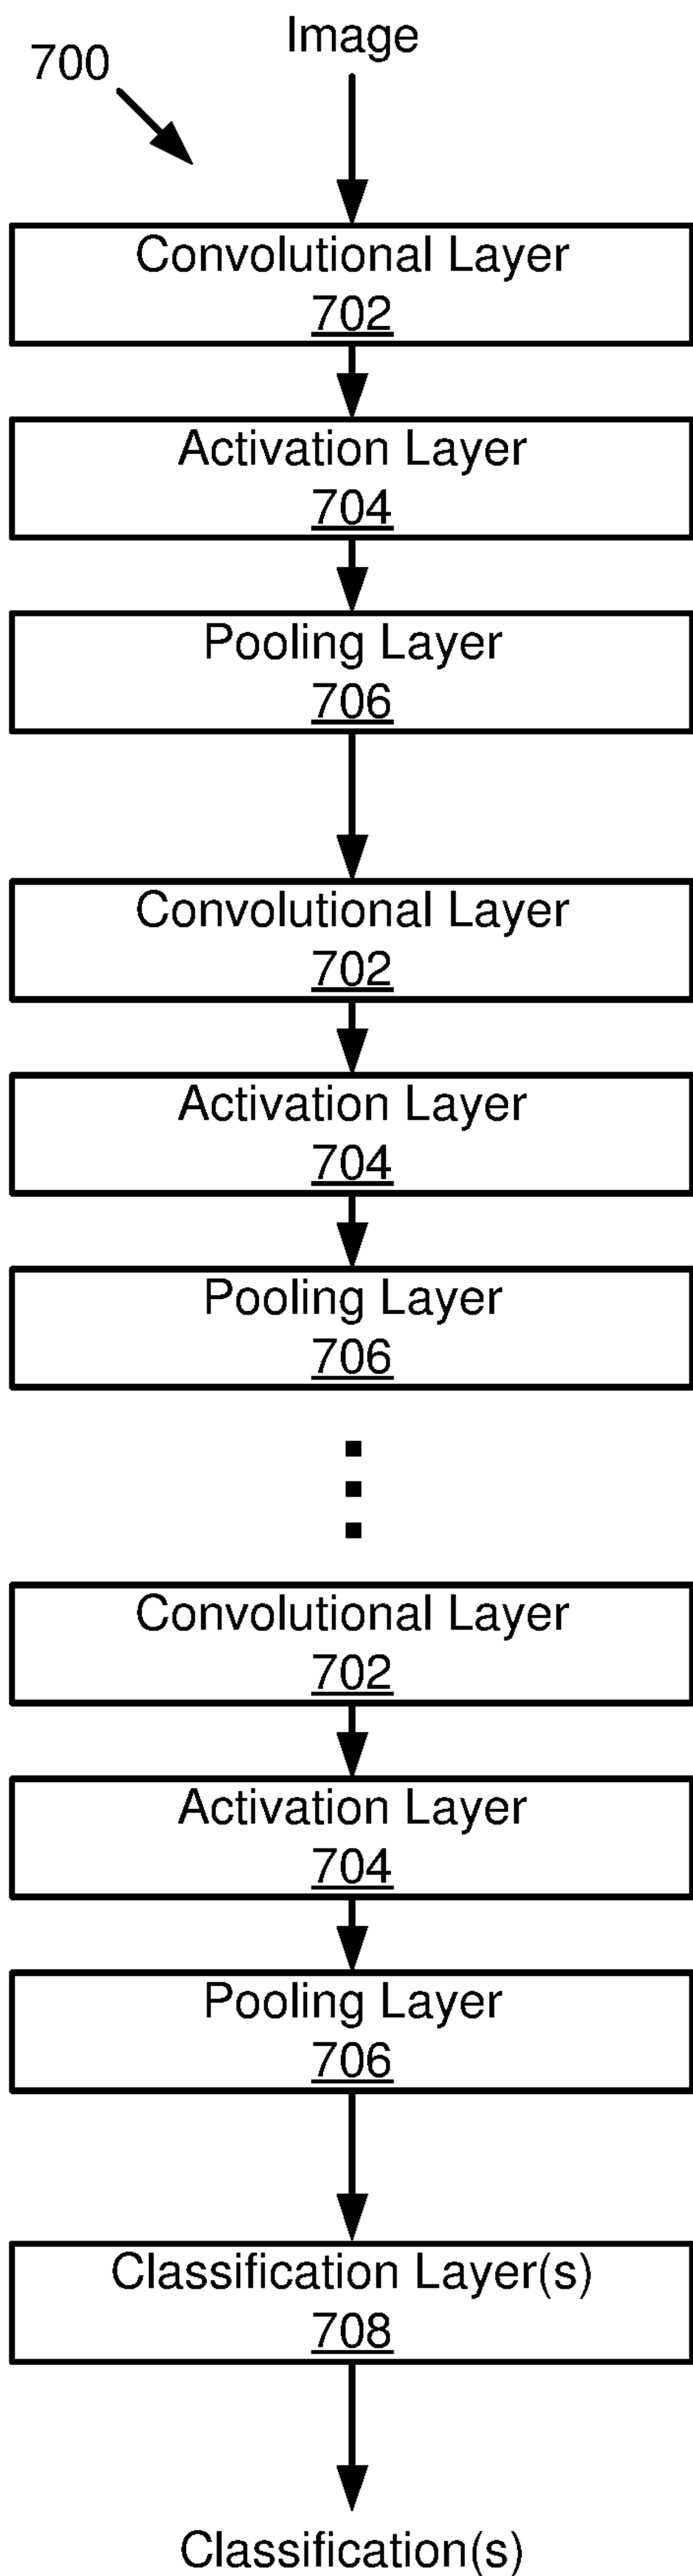 Image
700
Convolutional Layer
702
Activation Layer
704
Pooling Layer
706
Convolutional Layer
702
Activation Layer
704
Pooling Layer
706
Convolutional Layer
702
Activation Layer
704
Pooling Layer
706
Classification Layer(s)
708
Classification(s)